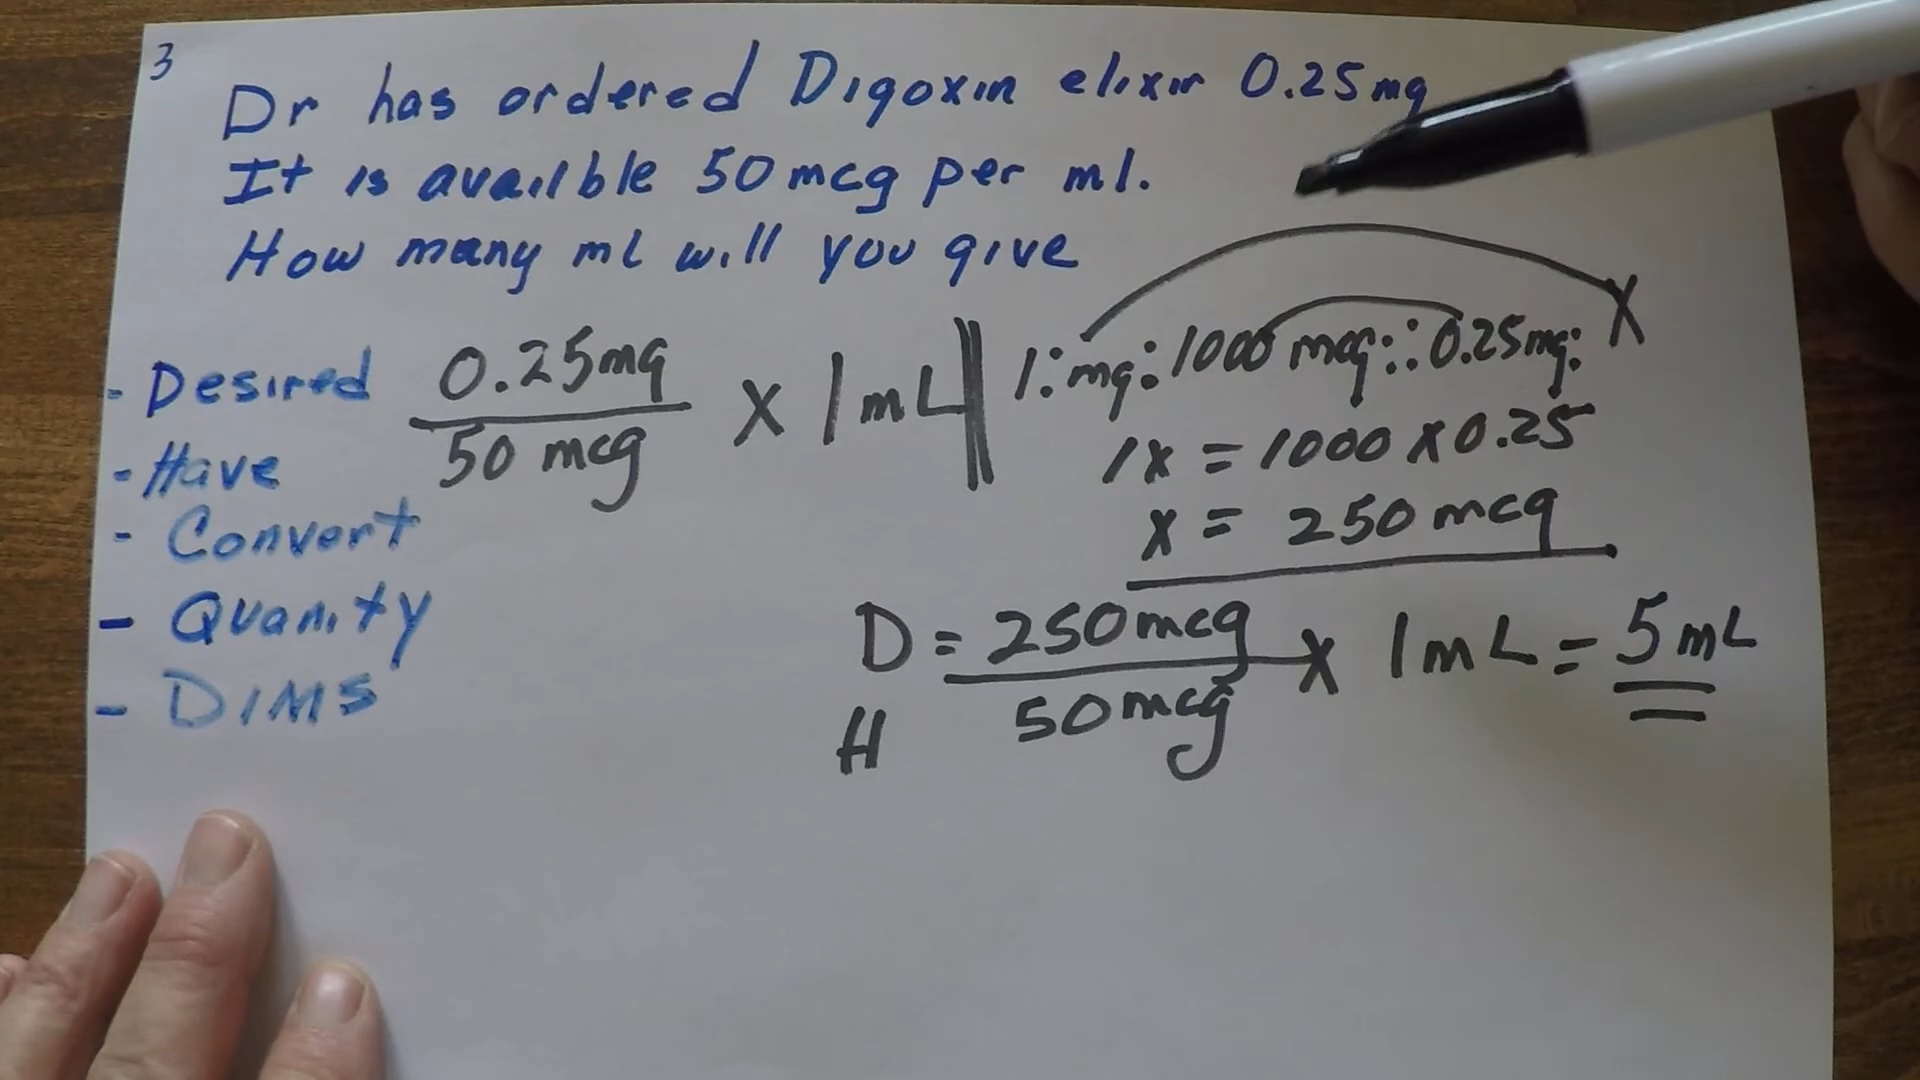 3
Dr has ordered Digoxin elixir 0.25mg
It is availble 50mcg per ml.
How many ml will you give
- Desired
- Have
- Convert
- Quanity
- DIMS
0.25mg
50 mcg
X 1mL
1:mg:1000 mcg::0.25mg:X
1x = 1000 x 0.25
x = 250 mcg
D = 250mcg X 1mL = 5mL
H 50mcg